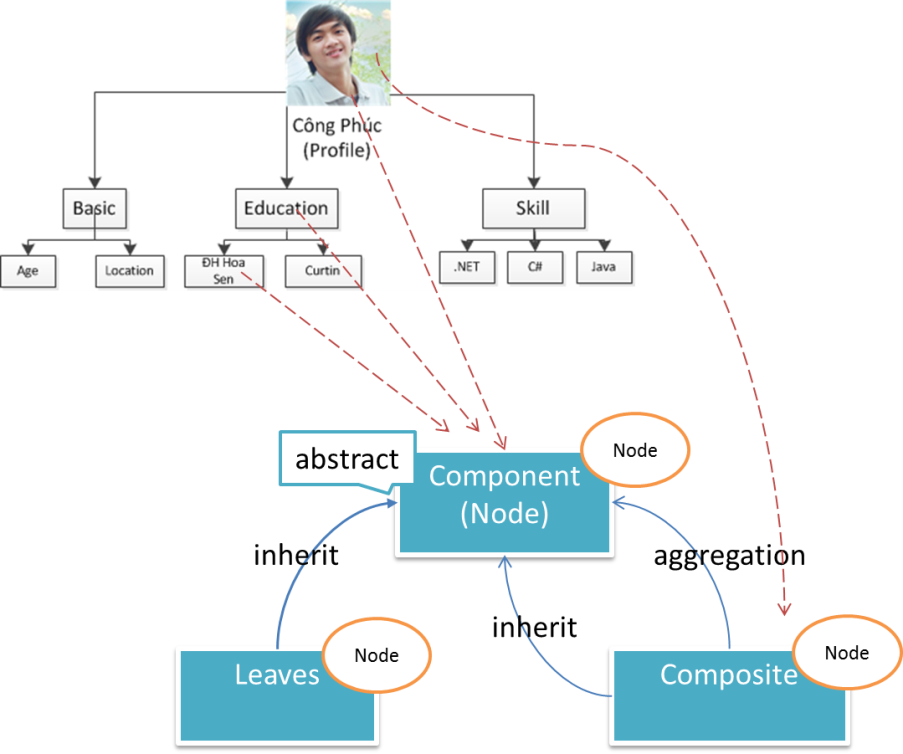 Công Phúc
(Profile)
Basic
Education
Skill
Age
Location
ĐH Hoa
Sen
Curtin
.NET
C#
Java
abstract
Component
(Node)
Node
inherit
aggregation
inherit
Leaves
Node
Composite
Node